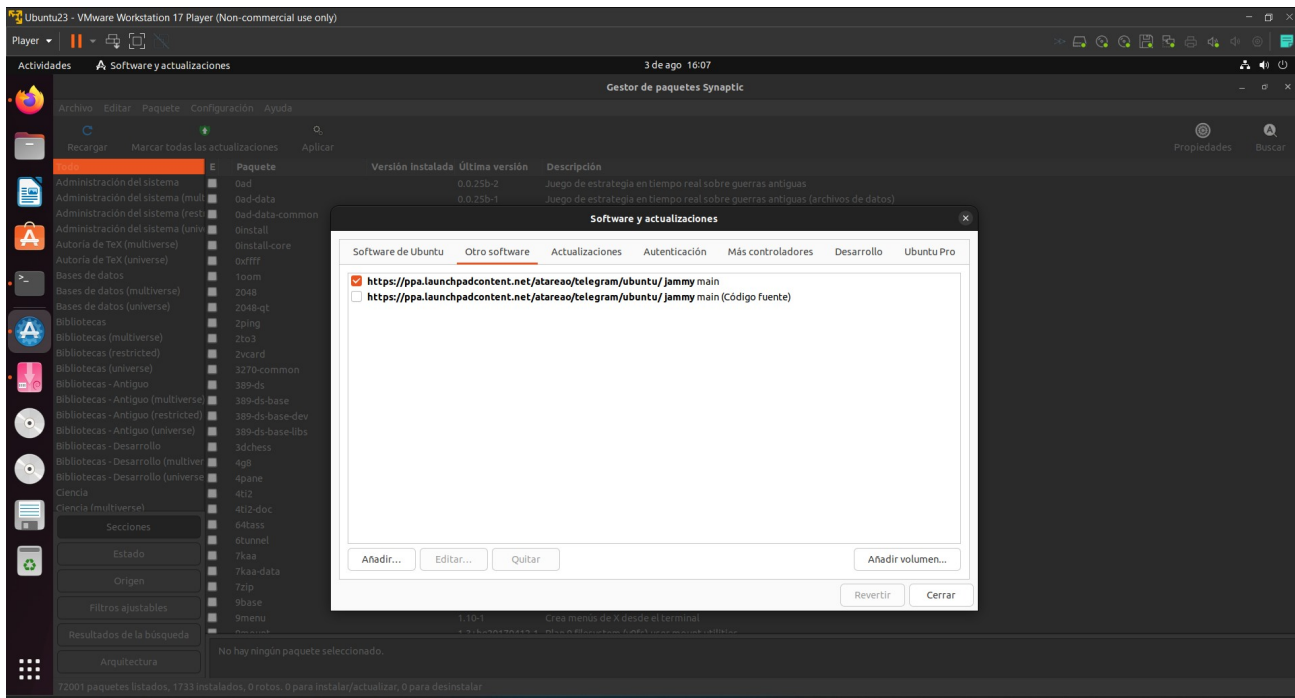 Ubuntu23 - VMware Workstation 17 Player (Non-commercial use only)
Player
Actividades Software y actualizaciones 3 de ago 16:07
Gestor de paquetes Synaptic
Archivo Editar Paquete Configuración Ayuda
Recargar Marcar todas las actualizaciones Aplicar Propiedades Buscar
Todo E Paquete Versión instalada Última versión Descripción
Administración del sistema 0ad 0.0.25b-2 Juego de estrategia en tiempo real sobre guerras antiguas
Administración del sistema (mult 0ad-data 0.0.25b-1 Juego de estrategia en tiempo real sobre guerras antiguas (archivos de datos)
Administración del sistema (rest 0ad-data-common
Administración del sistema (univ 0install
Autoría de TeX (multiverse) 0install-core
Autoría de TeX (universe) 0xffff
Bases de datos 1oom
Bases de datos (multiverse) 2048
Bases de datos (universe) 2048-qt
Bibliotecas 2ping
Bibliotecas (multiverse) 2to3
Bibliotecas (restricted) 2vcard
Bibliotecas (universe) 3270-common
Bibliotecas - Antiguo 389-ds
Bibliotecas - Antiguo (multiverse) 389-ds-base
Bibliotecas - Antiguo (restricted) 389-ds-base-dev
Bibliotecas - Antiguo (universe) 389-ds-base-libs
Bibliotecas - Desarrollo 3dchess
Bibliotecas - Desarrollo (multiver 4g8
Bibliotecas - Desarrollo (universe 4pane
Ciencia 4ti2
Ciencia (multiverse) 4ti2-doc
Secciones 64tass
6tunnel
Estado 7kaa
7kaa-data
Origen 7zip
Filtros ajustables 9base
9menu 1.10-1 Crea menús de X desde el terminal
Resultados de la búsqueda
Arquitectura No hay ningún paquete seleccionado.
72001 paquetes listados, 1733 instalados, 0 rotos. 0 para instalar/actualizar, 0 para desinstalar
Software y actualizaciones
Software de Ubuntu Otro software Actualizaciones Autenticación Más controladores Desarrollo Ubuntu Pro
https://ppa.launchpadcontent.net/atareao/telegram/ubuntu/ jammy main
https://ppa.launchpadcontent.net/atareao/telegram/ubuntu/ jammy main (Código fuente)
Añadir... Editar... Quitar Añadir volumen...
Revertir Cerrar